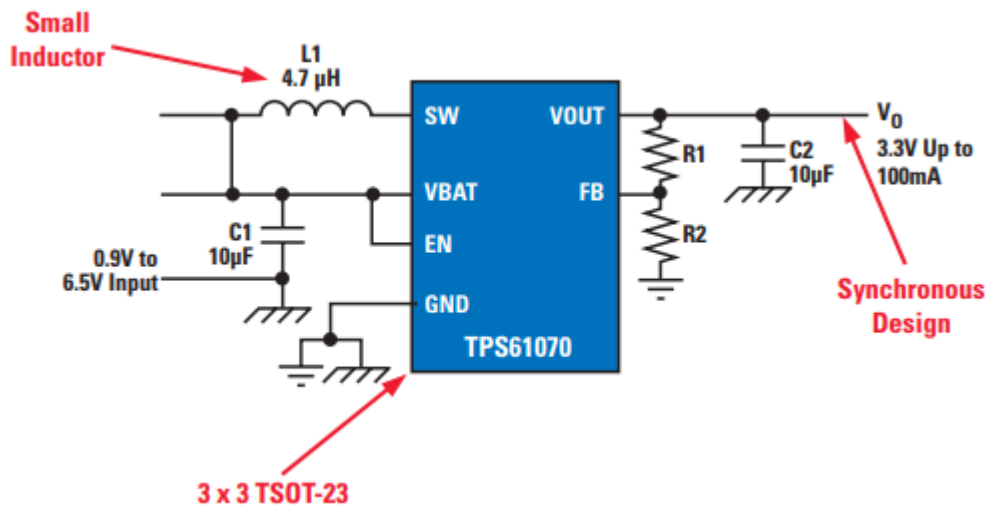 Small
Inductor
L1
4.7 µH
SW
VOUT
R1
C2
10µF
V_O
3.3V Up to
100mA
VBAT
FB
C1
10µF
EN
R2
0.9V to
6.5V Input
GND
TPS61070
Synchronous
Design
3 x 3 TSOT-23